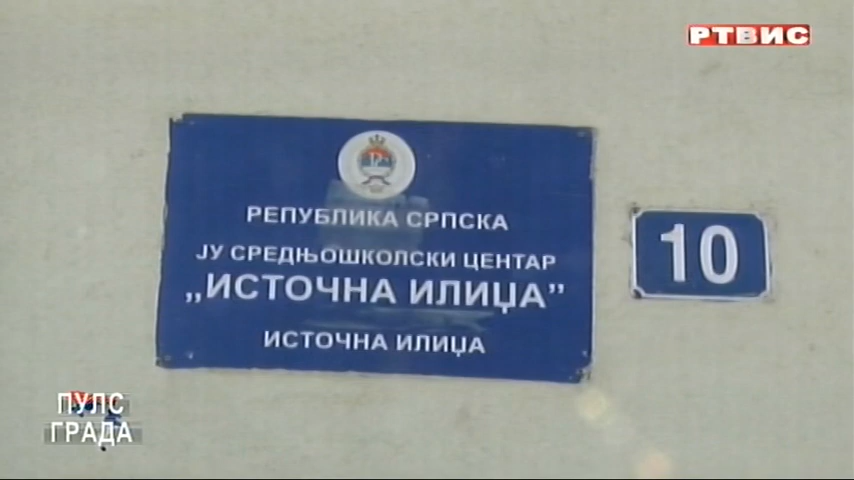 РТВИС
РЕПУБЛИКА СРПСКА
ЈУ СРЕДЊОШКОЛСКИ ЦЕНТАР
„ИСТОЧНА ИЛИЏА”
ИСТОЧНА ИЛИЏА
10
ПУЛС
ГРАДА